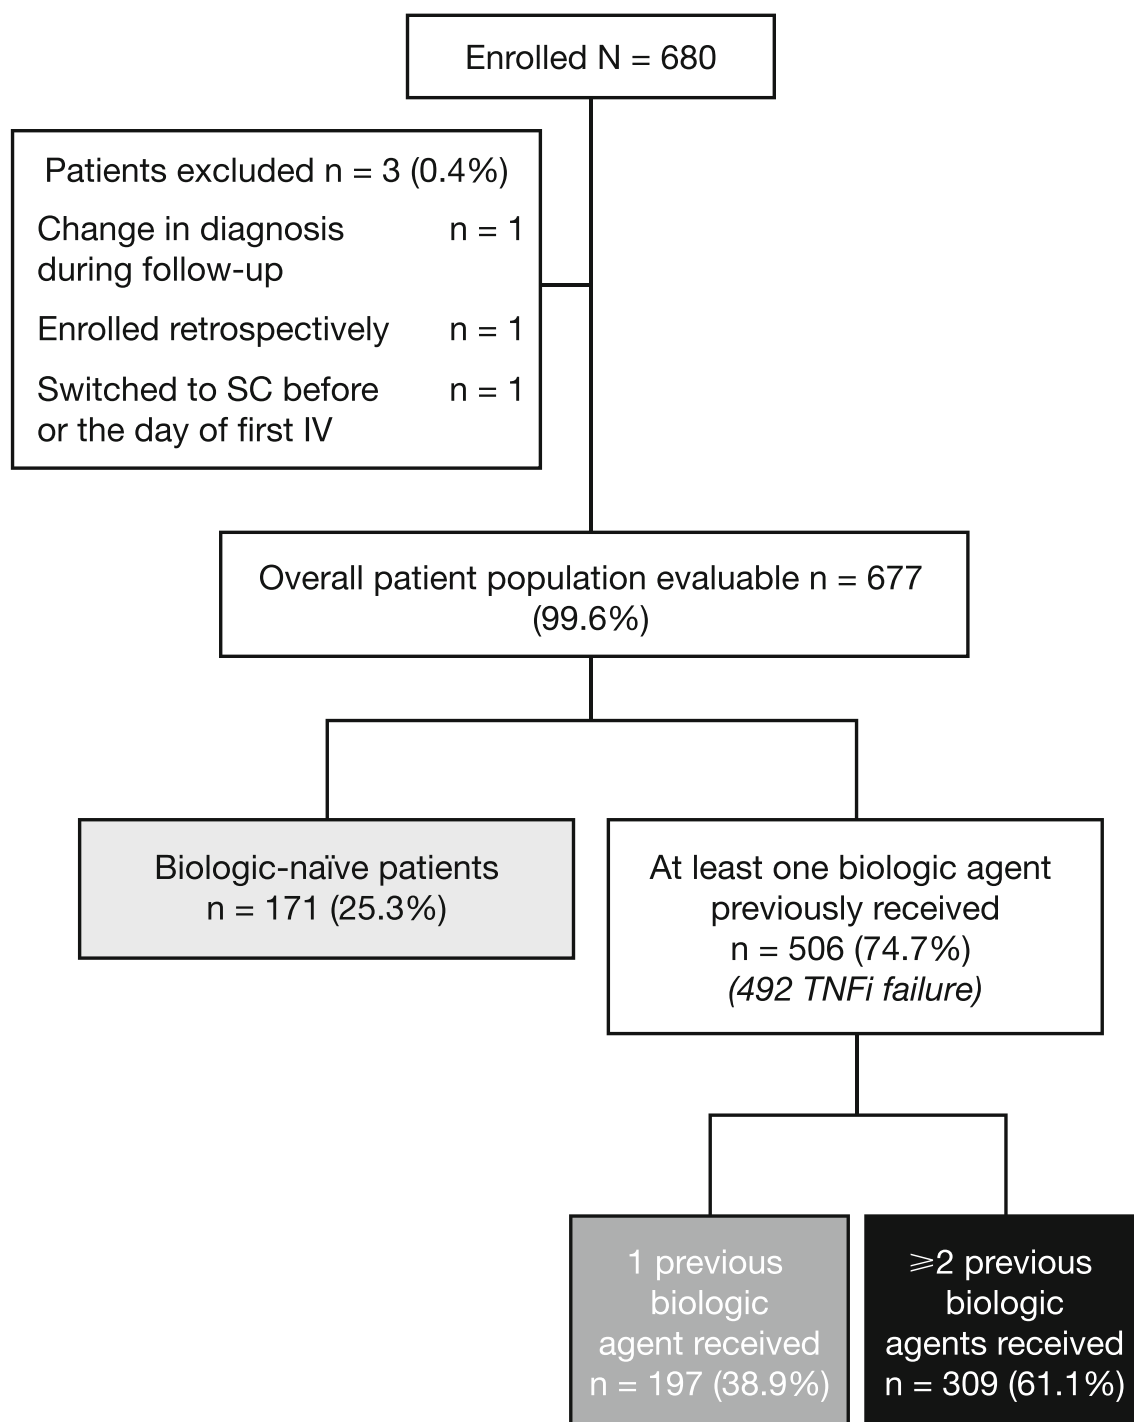 Enrolled N = 680
Patients excluded n = 3 (0.4%)
Change in diagnosis n = 1
during follow-up
Enrolled retrospectively n = 1
Switched to SC before n = 1
or the day of first IV
Overall patient population evaluable n = 677
(99.6%)
Biologic-naïve patients
n = 171 (25.3%)
At least one biologic agent
previously received
n = 506 (74.7%)
(492 TNFi failure)
1 previous
biologic
agent received
n = 197 (38.9%)
⩾2 previous
biologic
agents received
n = 309 (61.1%)